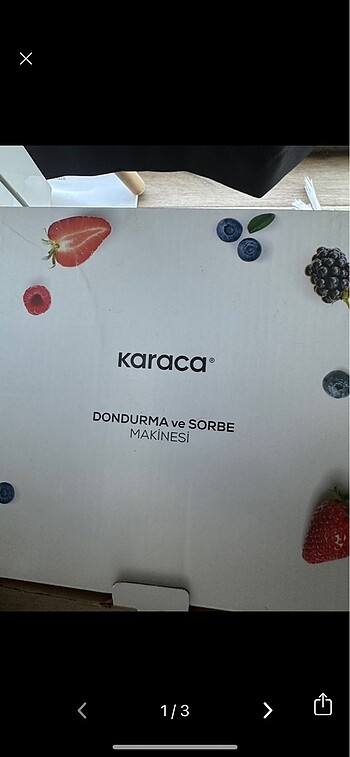 karaca®
DONDURMA ve SORBE
MAKİNESİ
1/3